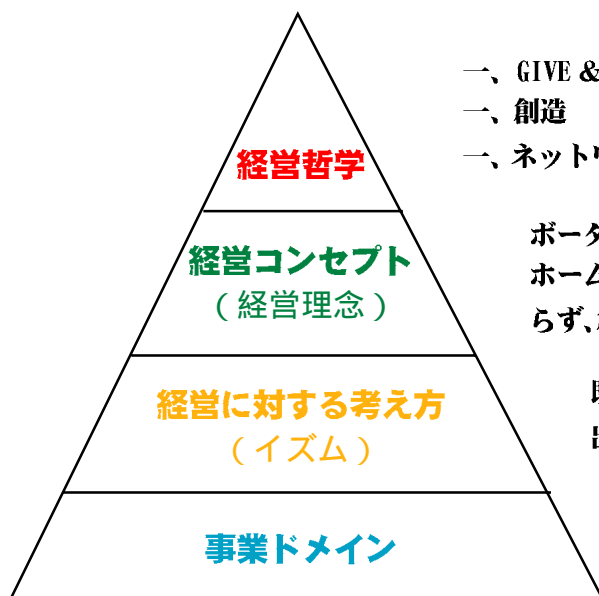 一、GIVE &
一、創造
一、ネット
経営哲学
ボー
経営コンセプト
ホーム
（経営理念）
らず、
経営に対する考え方
（イズム）
事業ドメイン